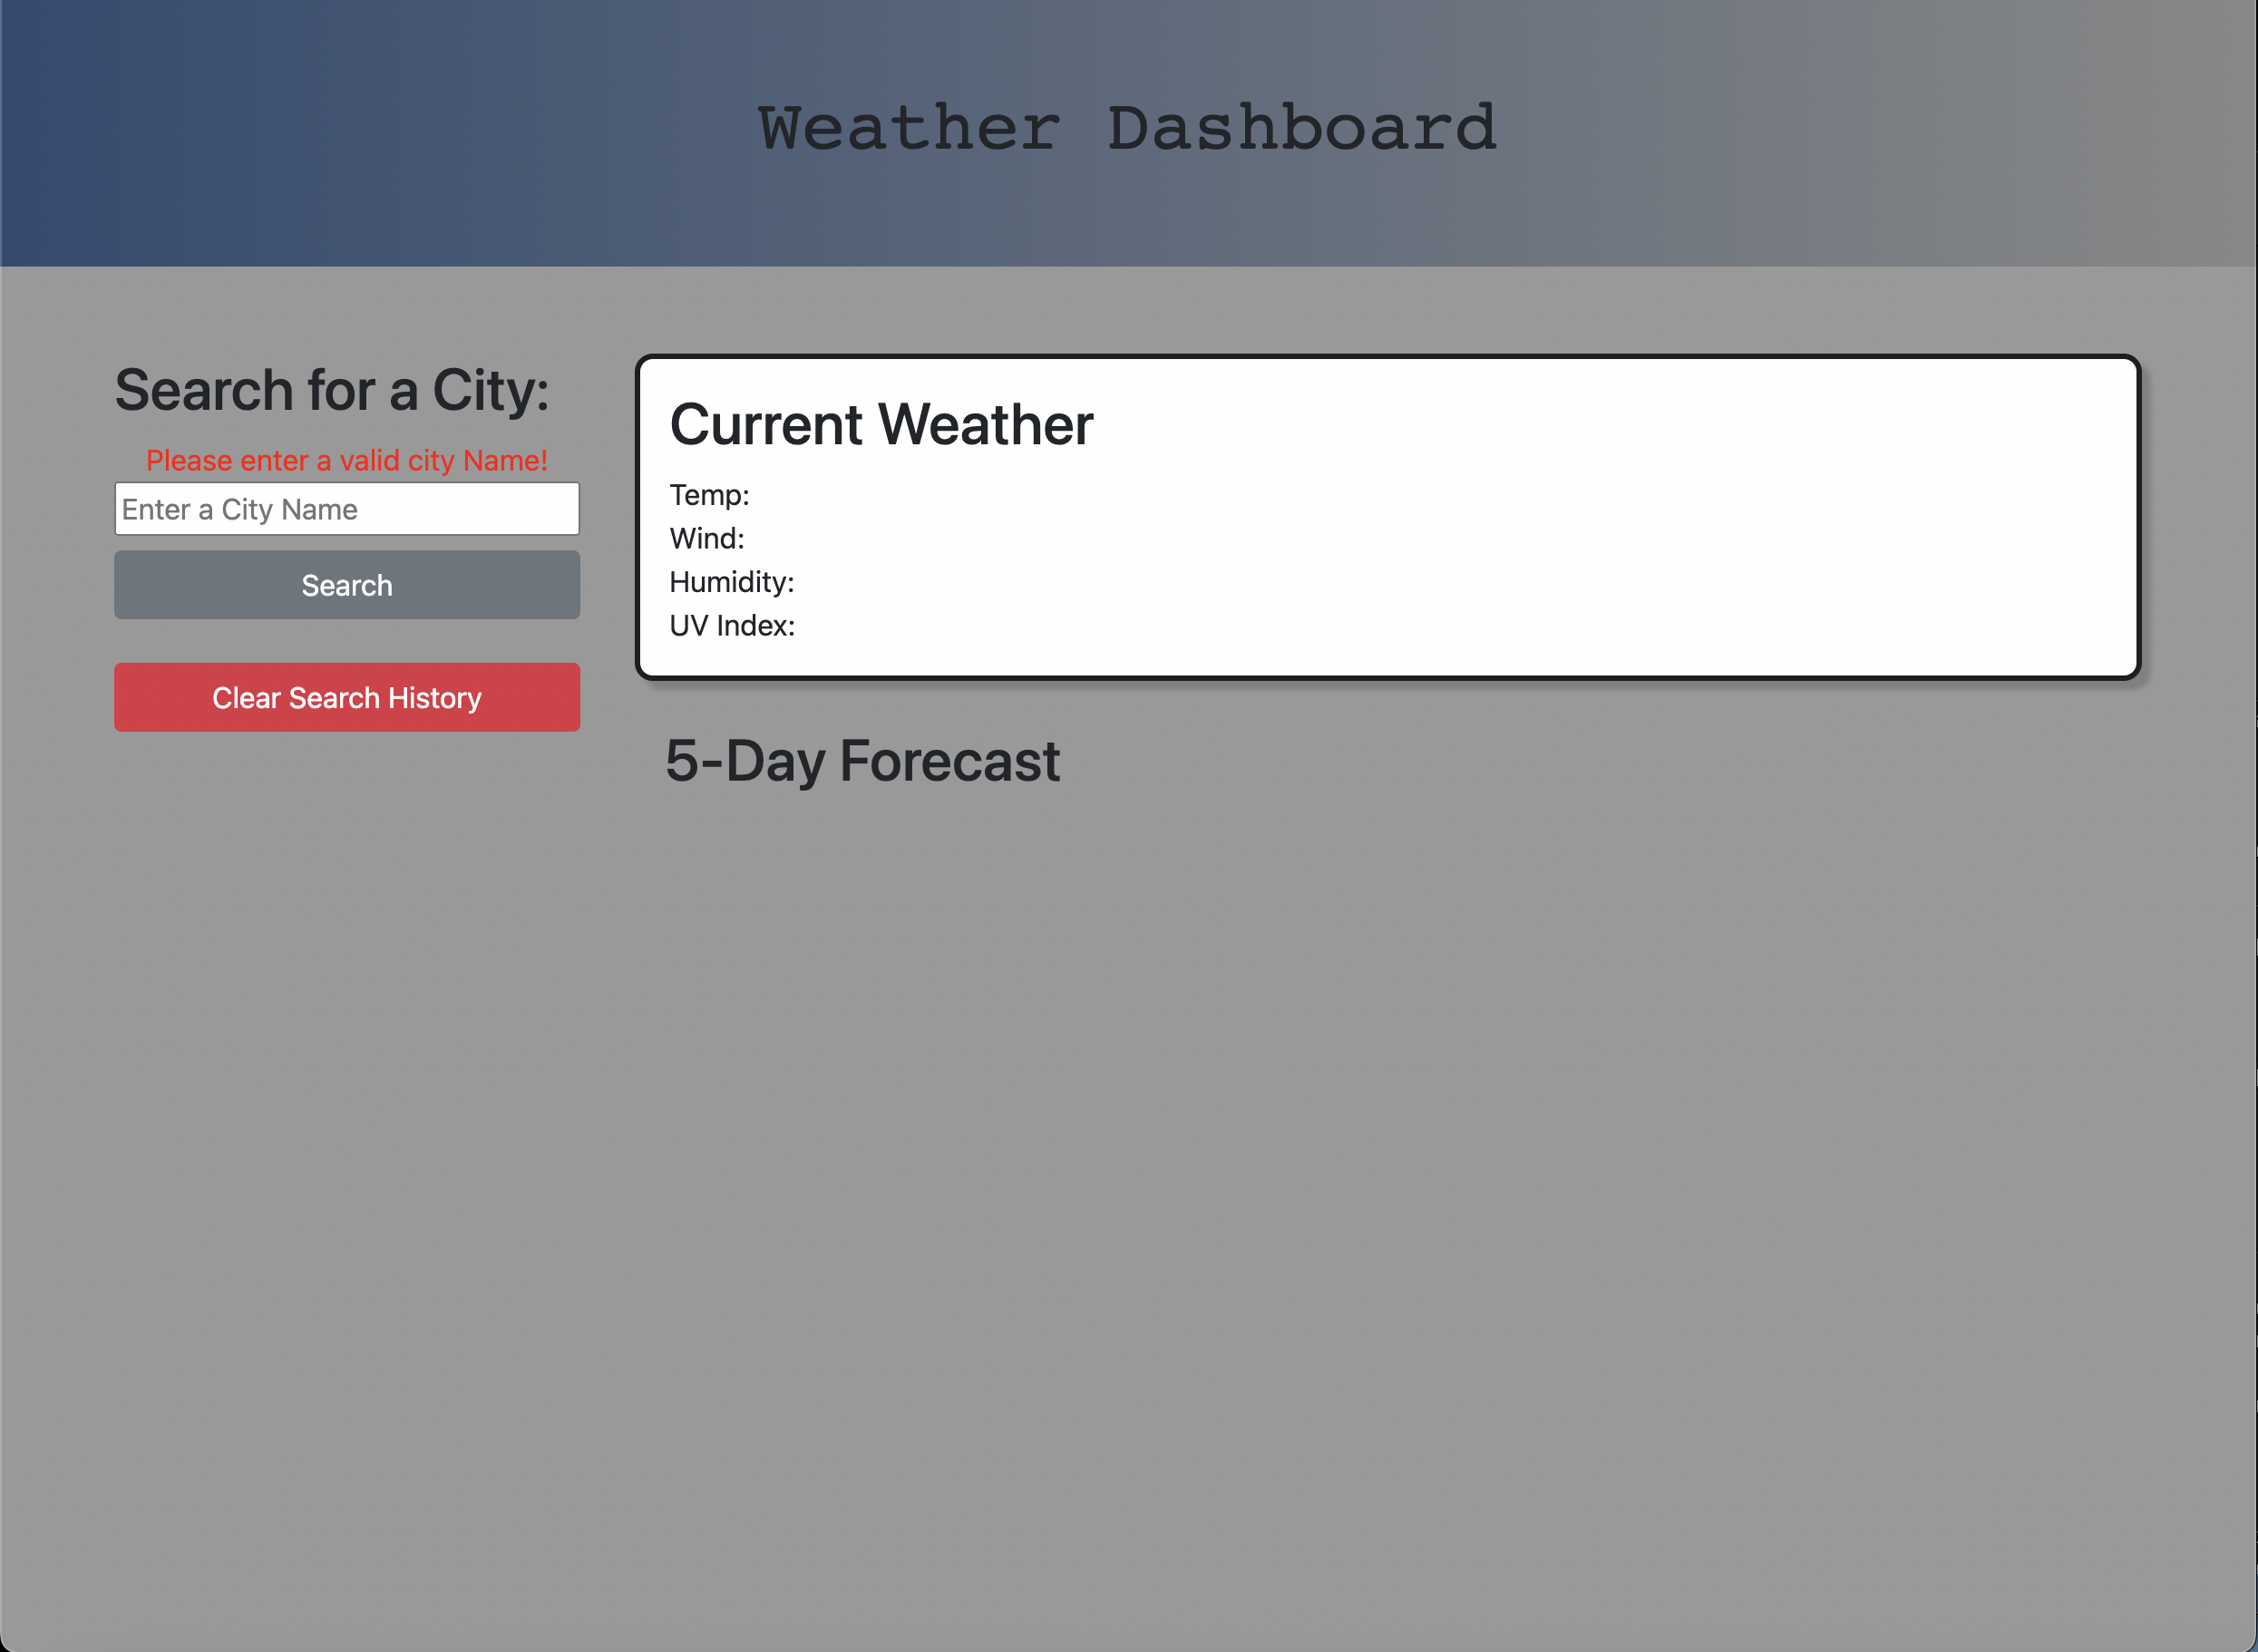 Weather Dashboard
Search for a City:
Please enter a valid city Name!
Enter a City Name
Search
Clear Search History
Current Weather
Temp:
Wind:
Humidity:
UV Index:
5-Day Forecast